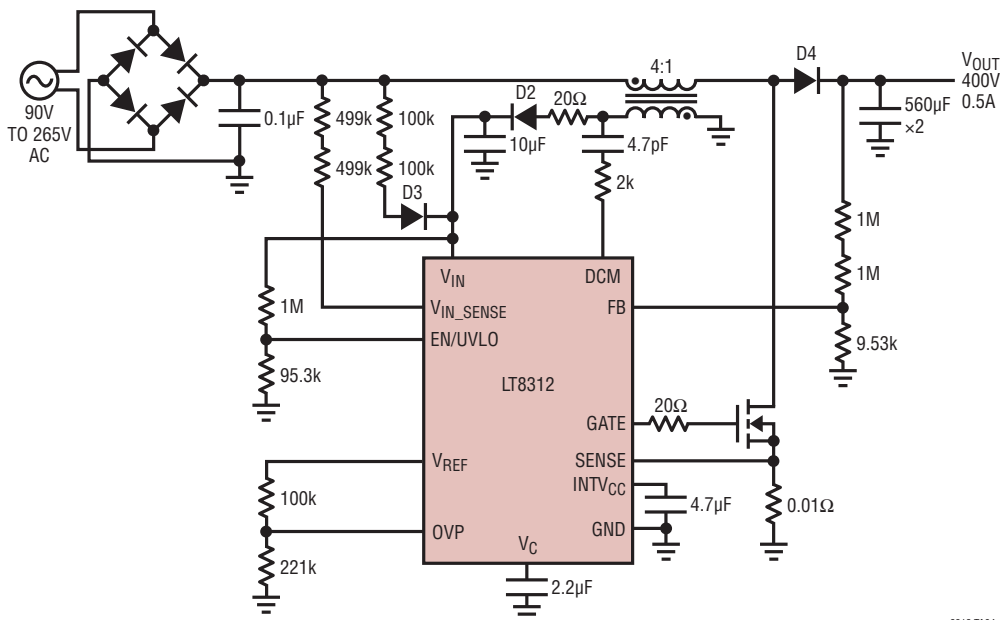 90V
TO 265V
AC
0.1µF
499k
499k
100k
100k
D3
D2
20Ω
10µF
4:1
4.7pF
2k
D4
VOUT
400V
0.5A
560µF
×2
1M
1M
9.53k
1M
95.3k
VIN
VIN_SENSE
EN/UVLO
DCM
FB
LT8312
GATE
20Ω
SENSE
INTVCC
4.7µF
GND
0.01Ω
VREF
100k
OVP
221k
VC
2.2µF